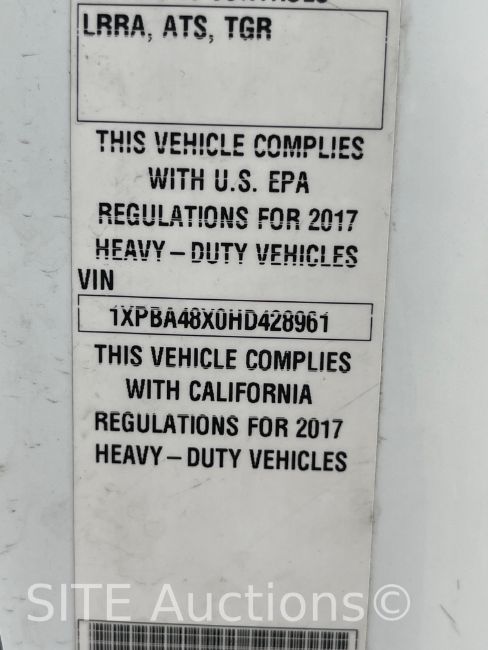 LRRA, ATS, TGR
THIS VEHICLE COMPLIES
WITH U.S. EPA
REGULATIONS FOR 2017
HEAVY-DUTY VEHICLES
VIN
1XPBA48X0HD428961
THIS VEHICLE COMPLIES
WITH CALIFORNIA
REGULATIONS FOR 2017
HEAVY-DUTY VEHICLES
SITE Auctions©